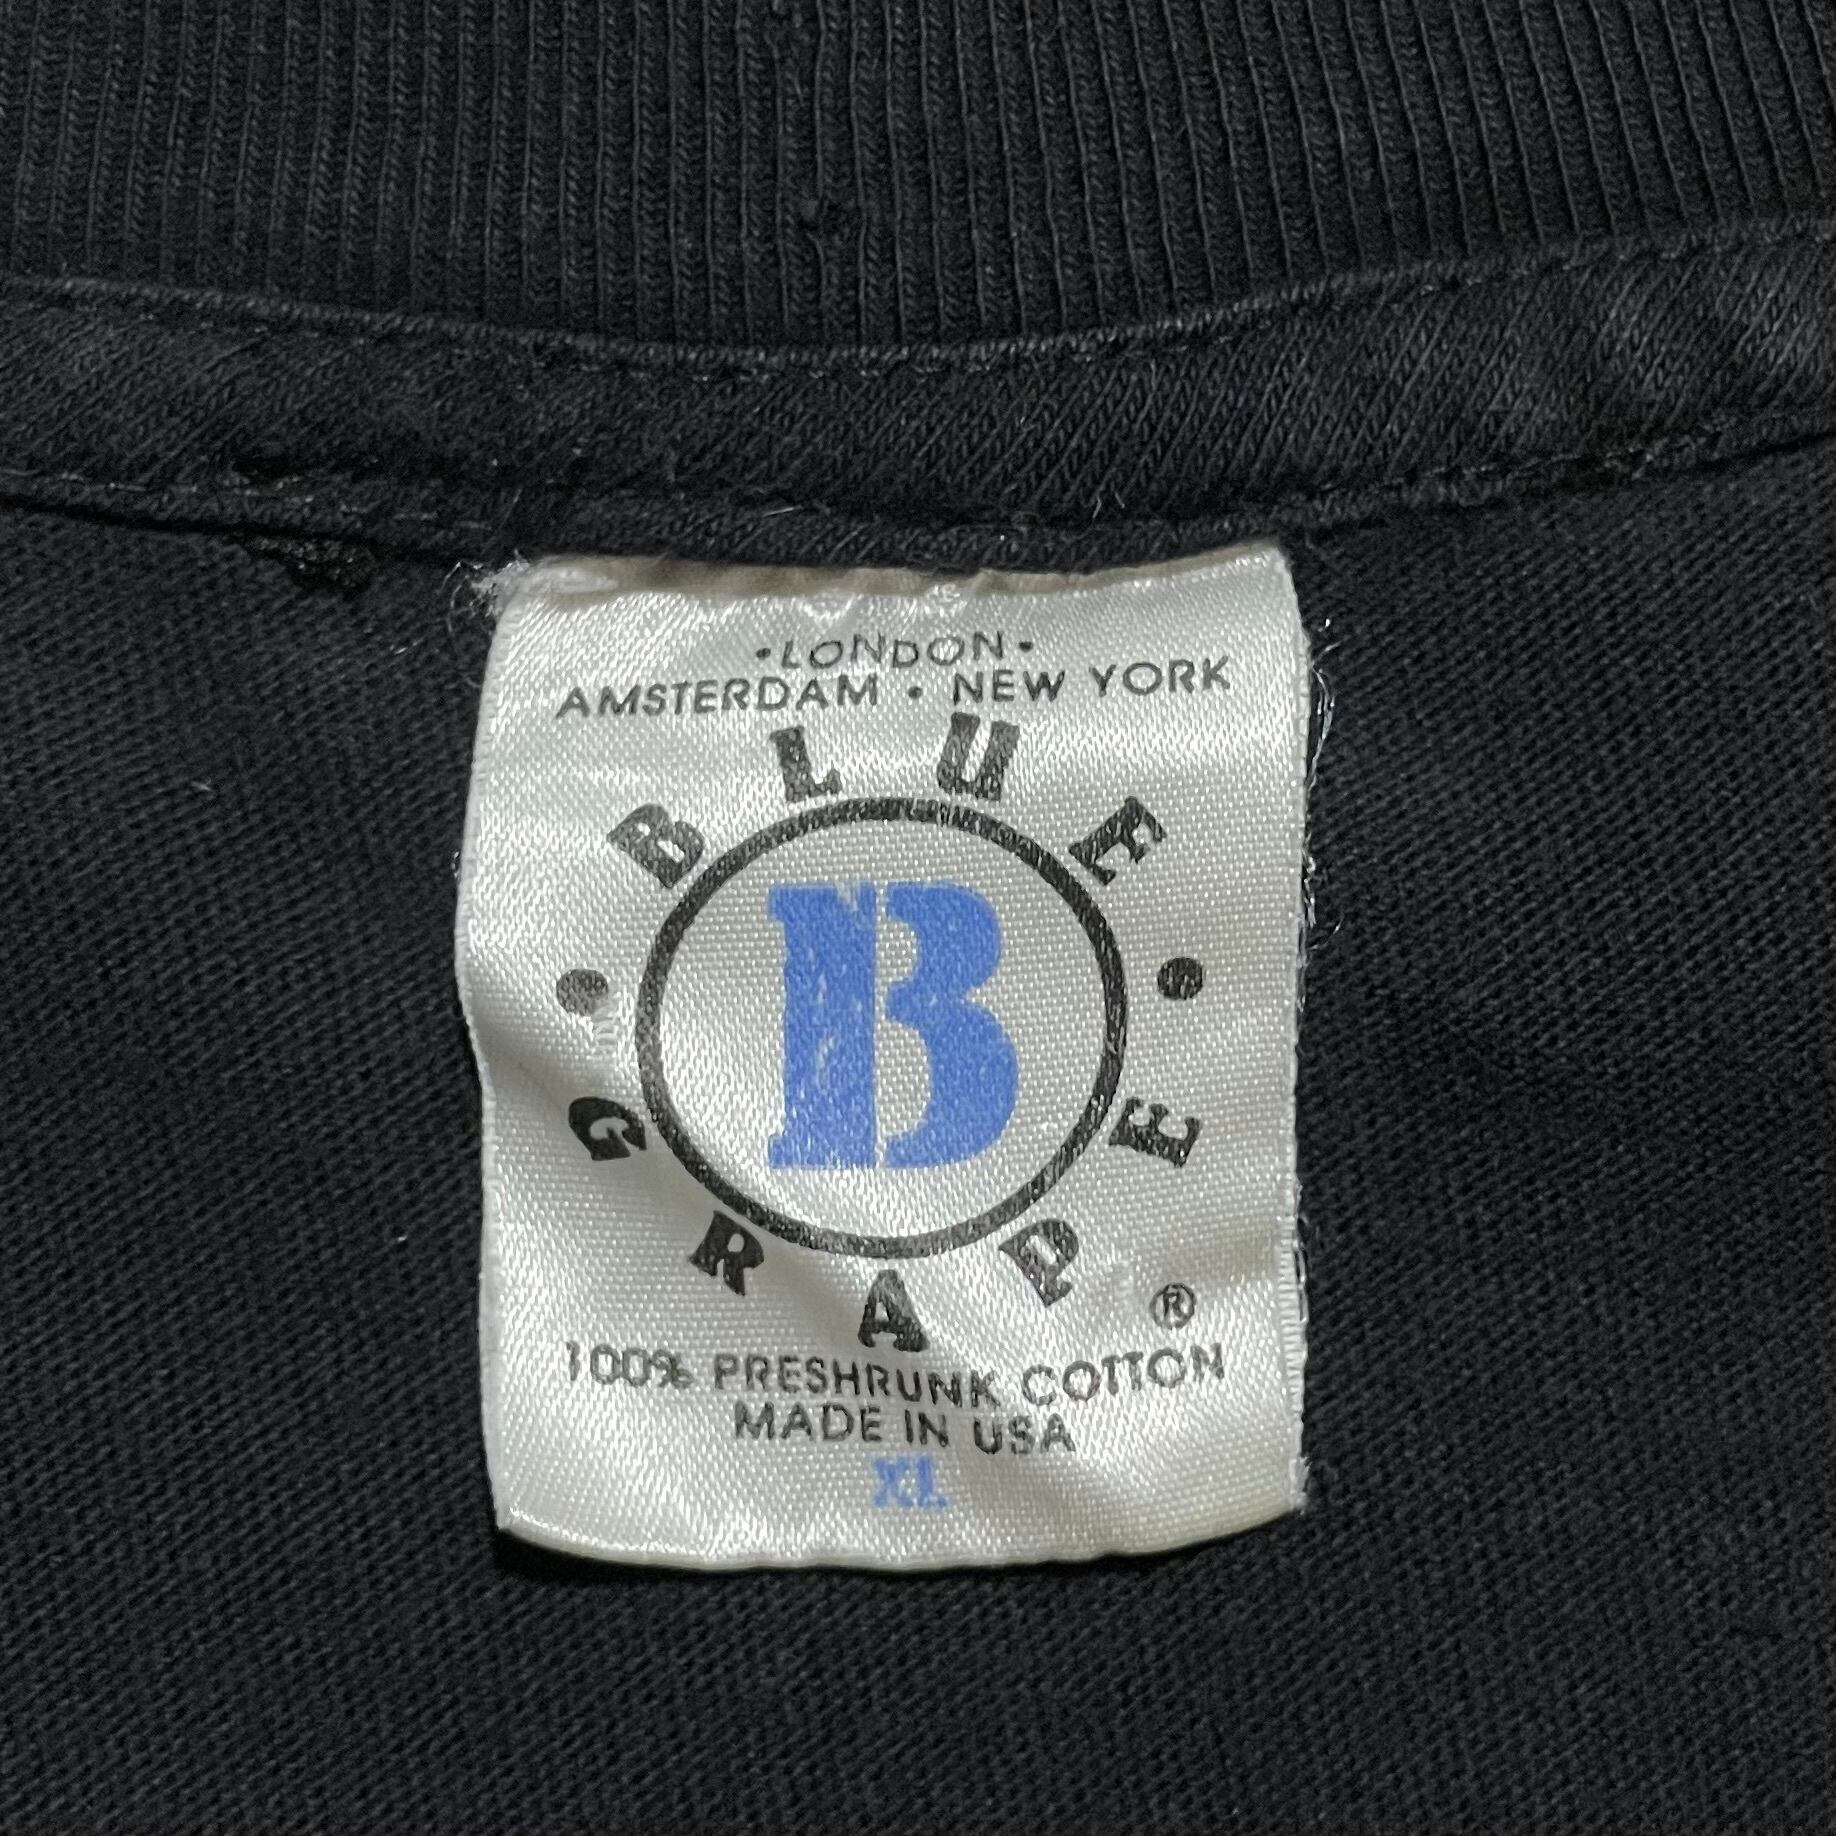 •LONDON•
AMSTERDAM • NEW YORK
BLUE
B
• GRAPE •
®
100% PRESHRUNK COTTON
MADE IN USA
XL